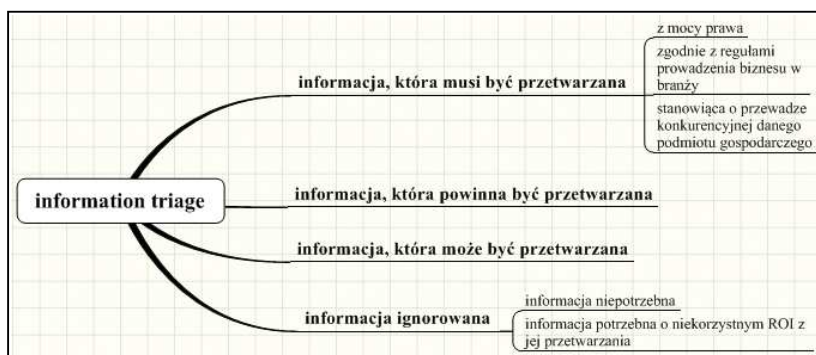 information triage
informacja, która musi być przetwarzana
z mocy prawa
zgodnie z regułami
prowadzenia biznesu w
branży
stanowiąca o przewadze
konkurencyjnej danego
podmiotu gospodarczego
informacja, która powinna być przetwarzana
informacja, która może być przetwarzana
informacja ignorowana
informacja niepotrzebna
informacja potrzebna o niekorzystnym ROI z
jej przetwarzania